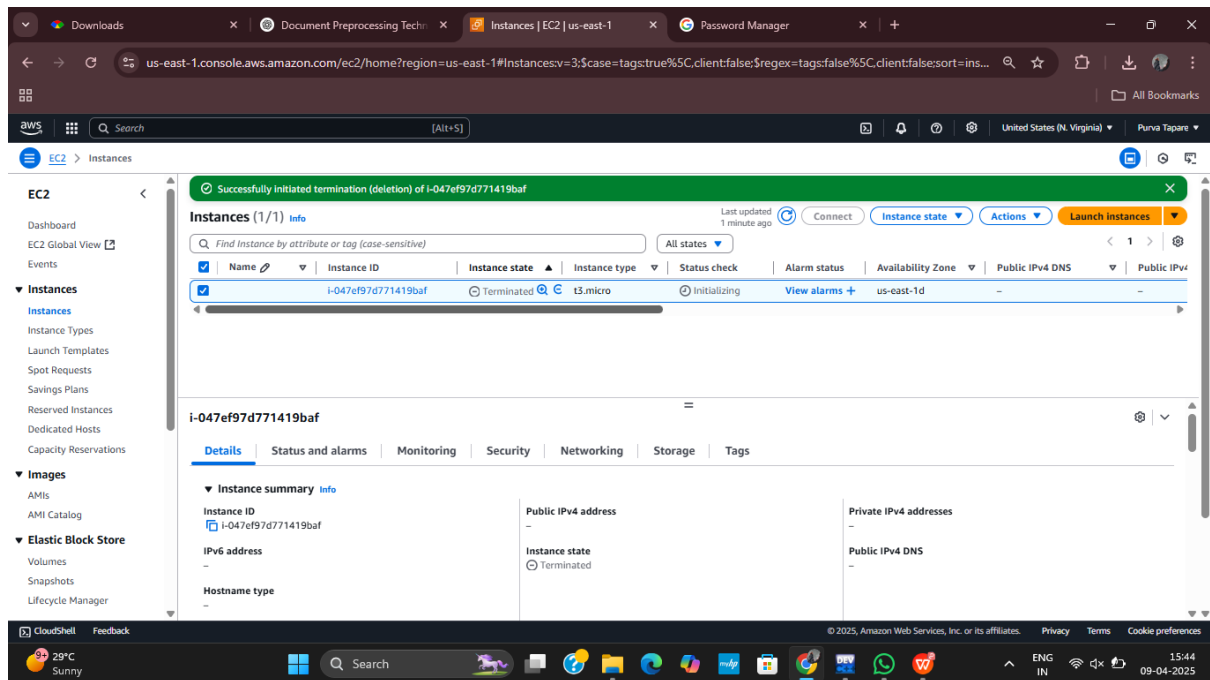 Downloads
Document Preprocessing Techn
Instances | EC2 | us-east-1
Password Manager
us-east-1.console.aws.amazon.com/ec2/home?region=us-east-1#Instances:v=3;$case=tags:true%5C,client:false;$regex=tags:false%5C,client:false;sort=ins...
All Bookmarks
aws
Search [Alt+S]
United States (N. Virginia) ▼ Purva Tapare ▼
EC2 > Instances
EC2
Dashboard
EC2 Global View
Events
Instances
Instances
Instance Types
Launch Templates
Spot Requests
Savings Plans
Reserved Instances
Dedicated Hosts
Capacity Reservations
Images
AMIs
AMI Catalog
Elastic Block Store
Volumes
Snapshots
Lifecycle Manager
Successfully initiated termination (deletion) of i-047ef97d771419baf
Instances (1/1) Info
Last updated
1 minute ago
Connect
Instance state ▼
Actions ▼
Launch instances ▼
Find Instance by attribute or tag (case-sensitive)
All states ▼
< 1 >
Name Instance ID Instance state ▲ Instance type Status check Alarm status Availability Zone Public IPv4 DNS Public IPv4
i-047ef97d771419baf Terminated t3.micro Initializing View alarms + us-east-1d – –
i-047ef97d771419baf
Details Status and alarms Monitoring Security Networking Storage Tags
▼ Instance summary Info
Instance ID
i-047ef97d771419baf
Public IPv4 address
–
Private IPv4 addresses
–
IPv6 address
–
Instance state
Terminated
Public IPv4 DNS
–
Hostname type
–
CloudShell Feedback
© 2025, Amazon Web Services, Inc. or its affiliates. Privacy Terms Cookie preferences
9+
29°C
Sunny
Search
myhp
DEV
ENG
IN
15:44
09-04-2025